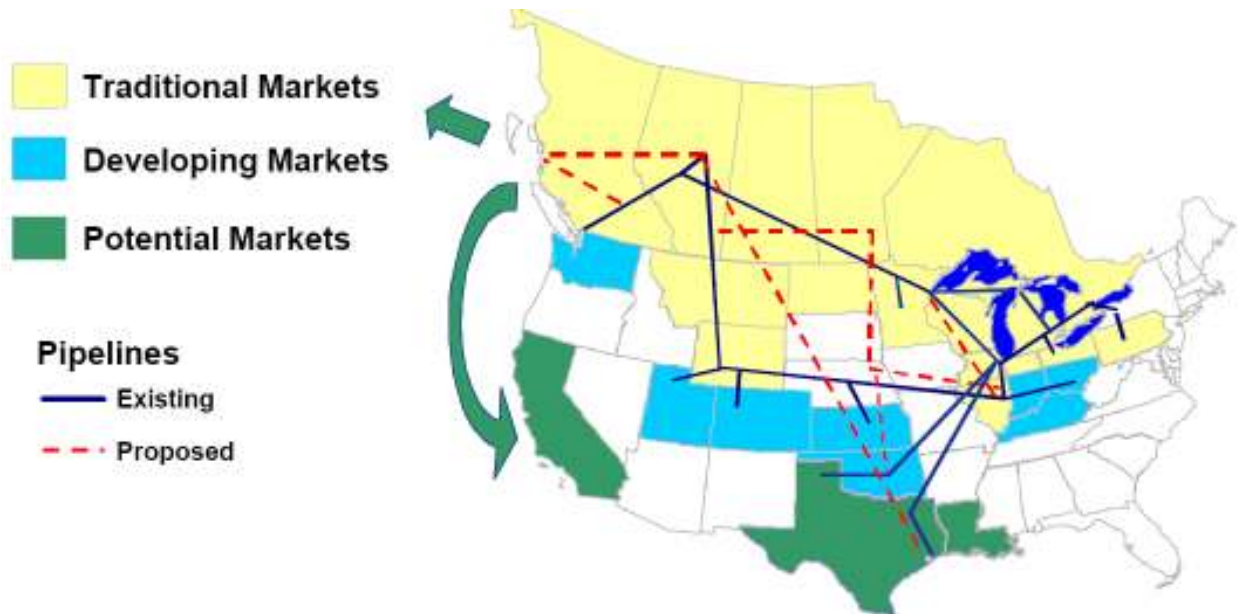 Traditional Markets
Developing Markets
Potential Markets
Pipelines
Existing
Proposed